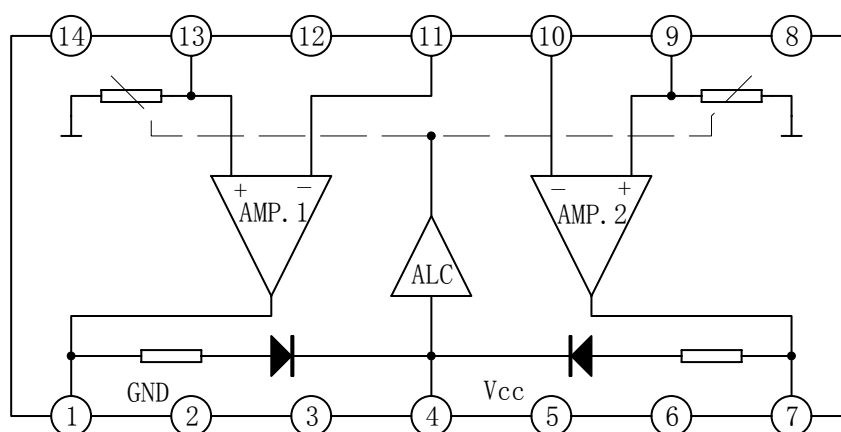 14 13 12 11 10 9 8
+ − − +
AMP.1 AMP.2
ALC
GND Vcc
1 2 3 4 5 6 7